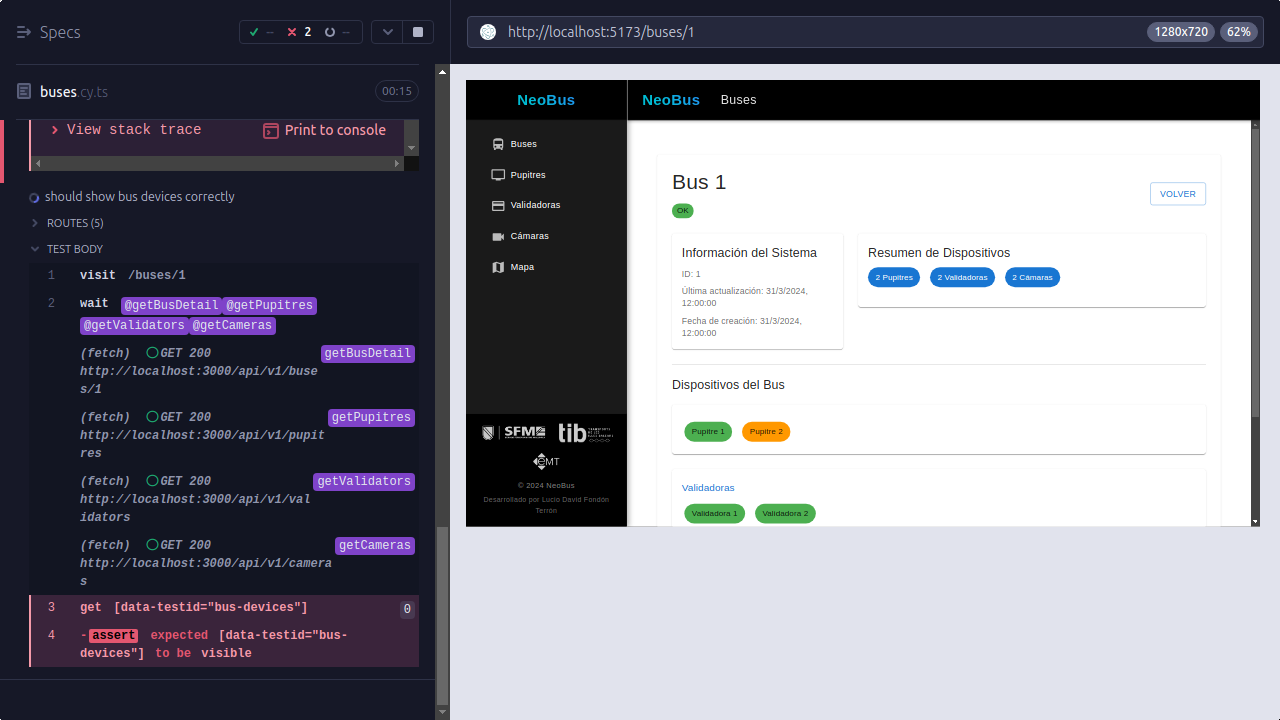 Specs
--
2
--
buses.cy.ts
00:15
View stack trace
Print to console
should show bus devices correctly
ROUTES (5)
TEST BODY
1 visit /buses/1
2 wait @getBusDetail @getPupitres
@getValidators @getCameras
(fetch) GET 200 getBusDetail
http://localhost:3000/api/v1/buse
s/1
(fetch) GET 200 getPupitres
http://localhost:3000/api/v1/pupit
res
(fetch) GET 200 getValidators
http://localhost:3000/api/v1/val
idators
(fetch) GET 200 getCameras
http://localhost:3000/api/v1/camera
s
3 get [data-testid="bus-devices"] 0
4 -assert expected [data-testid="bus-
devices"] to be visible
http://localhost:5173/buses/1
1280x720
62%
NeoBus
NeoBus
Buses
Buses
Pupitres
Validadoras
Cámaras
Mapa
SFM
tib
EMT
© 2024 NeoBus
Desarrollado por Lucio David Fondón
Terrón
Bus 1
OK
VOLVER
Información del Sistema
ID: 1
Última actualización: 31/3/2024,
12:00:00
Fecha de creación: 31/3/2024,
12:00:00
Resumen de Dispositivos
2 Pupitres
2 Validadoras
2 Cámaras
Dispositivos del Bus
Pupitre 1
Pupitre 2
Validadoras
Validadora 1
Validadora 2